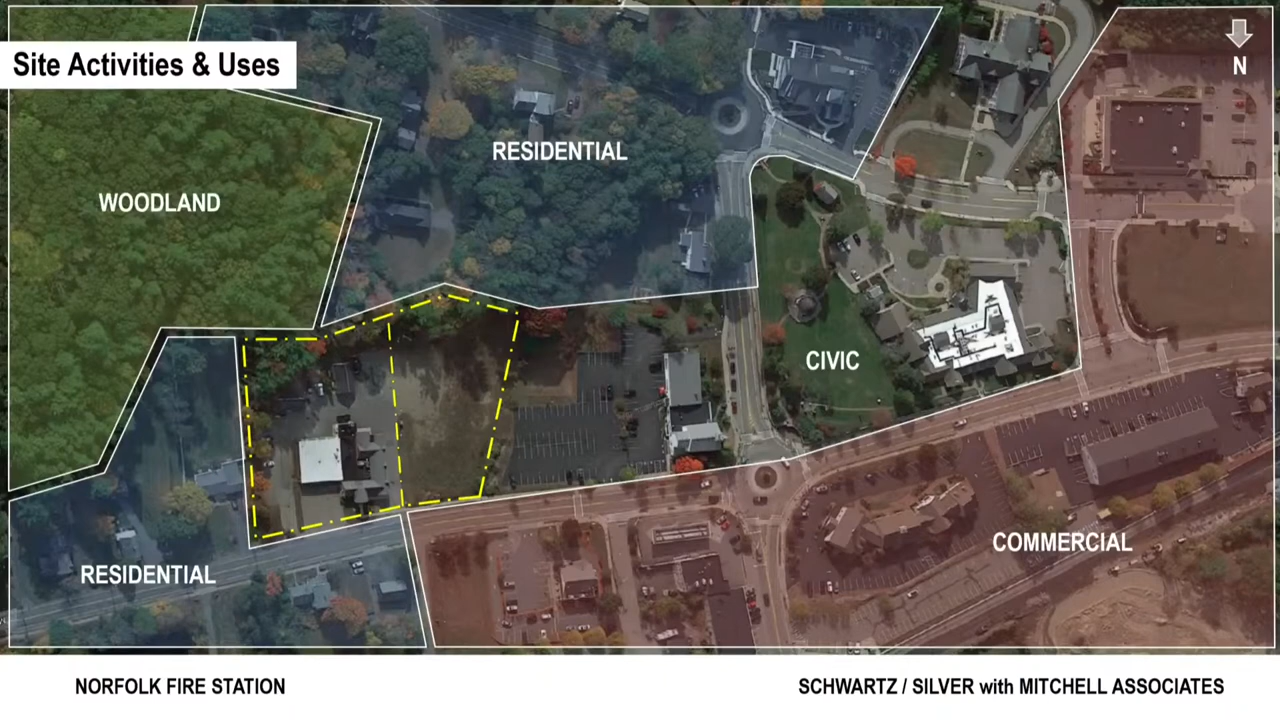 Site Activities & Uses
N
RESIDENTIAL
WOODLAND
CIVIC
COMMERCIAL
RESIDENTIAL
NORFOLK FIRE STATION
SCHWARTZ / SILVER with MITCHELL ASSOCIATES